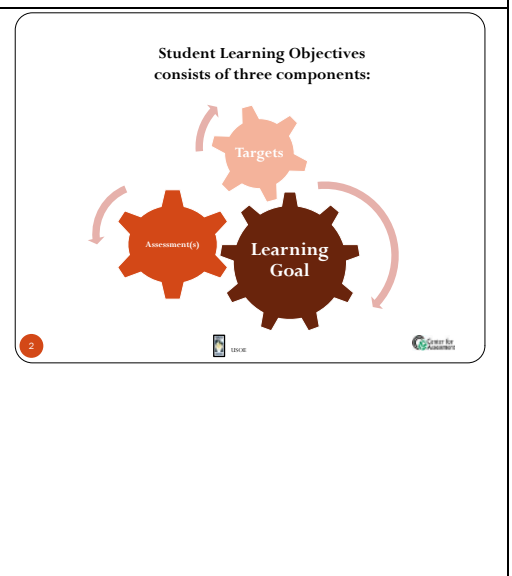 Student Learning Objectives
consists of three components:
Targets
Assessment(s)
Learning
Goal
2
USOE
Center for
Assessment